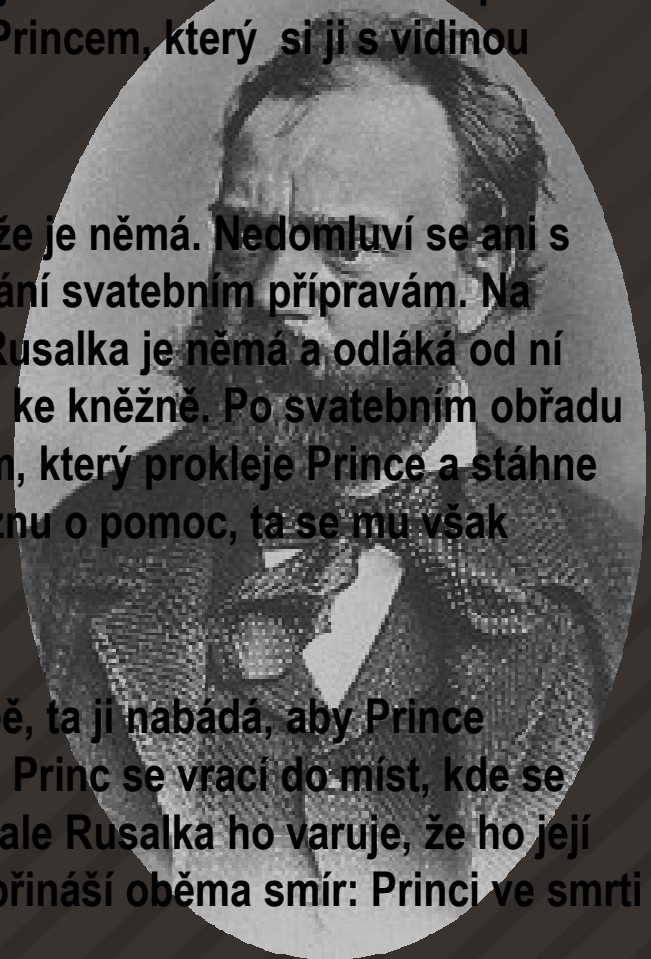 Princem, který si ji s vidinou
že je němá. Nedomluví se ani s
ání svatebním přípravám. Na
Rusalka je němá a odláká od ní
ke kněžně. Po svatebním obřadu
m, který prokleje Prince a stáhne
žnu o pomoc, ta se mu však
bě, ta ji nabádá, aby Prince
Princ se vrací do míst, kde se
ale Rusalka ho varuje, že ho její
přináší oběma smír: Princi ve smrti